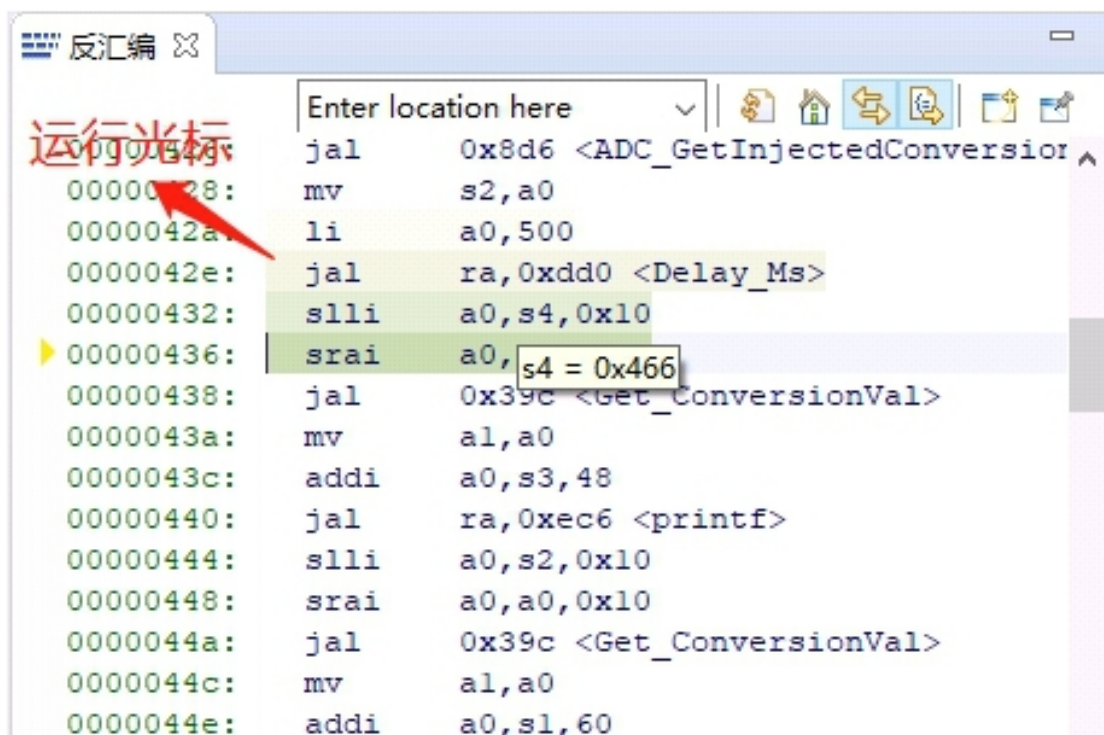 反汇编
Enter location here
运行光标
jal 0x8d6 <ADC_GetInjectedConversion
00000428: mv s2,a0
0000042a: li a0,500
0000042e: jal ra,0xdd0 <Delay_Ms>
00000432: slli a0,s4,0x10
00000436: srai a0,
s4 = 0x466
00000438: jal 0x39c <Get_ConversionVal>
0000043a: mv a1,a0
0000043c: addi a0,s3,48
00000440: jal ra,0xec6 <printf>
00000444: slli a0,s2,0x10
00000448: srai a0,a0,0x10
0000044a: jal 0x39c <Get_ConversionVal>
0000044c: mv a1,a0
0000044e: addi a0,s1,60